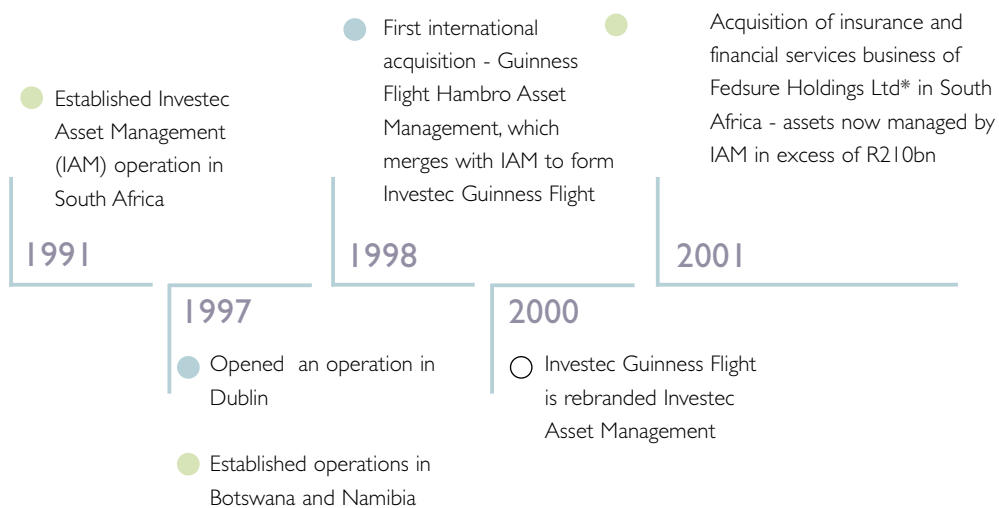 Established Investec
Asset Management
(IAM) operation in
South Africa
1991
1997
Opened an operation in
Dublin
Established operations in
Botswana and Namibia
First international
acquisition - Guinness
Flight Hambro Asset
Management, which
merges with IAM to form
Investec Guinness Flight
1998
2000
Investec Guinness Flight
is rebranded Investec
Asset Management
Acquisition of insurance and
financial services business of
Fedsure Holdings Ltd* in South
Africa - assets now managed by
IAM in excess of R210bn
2001